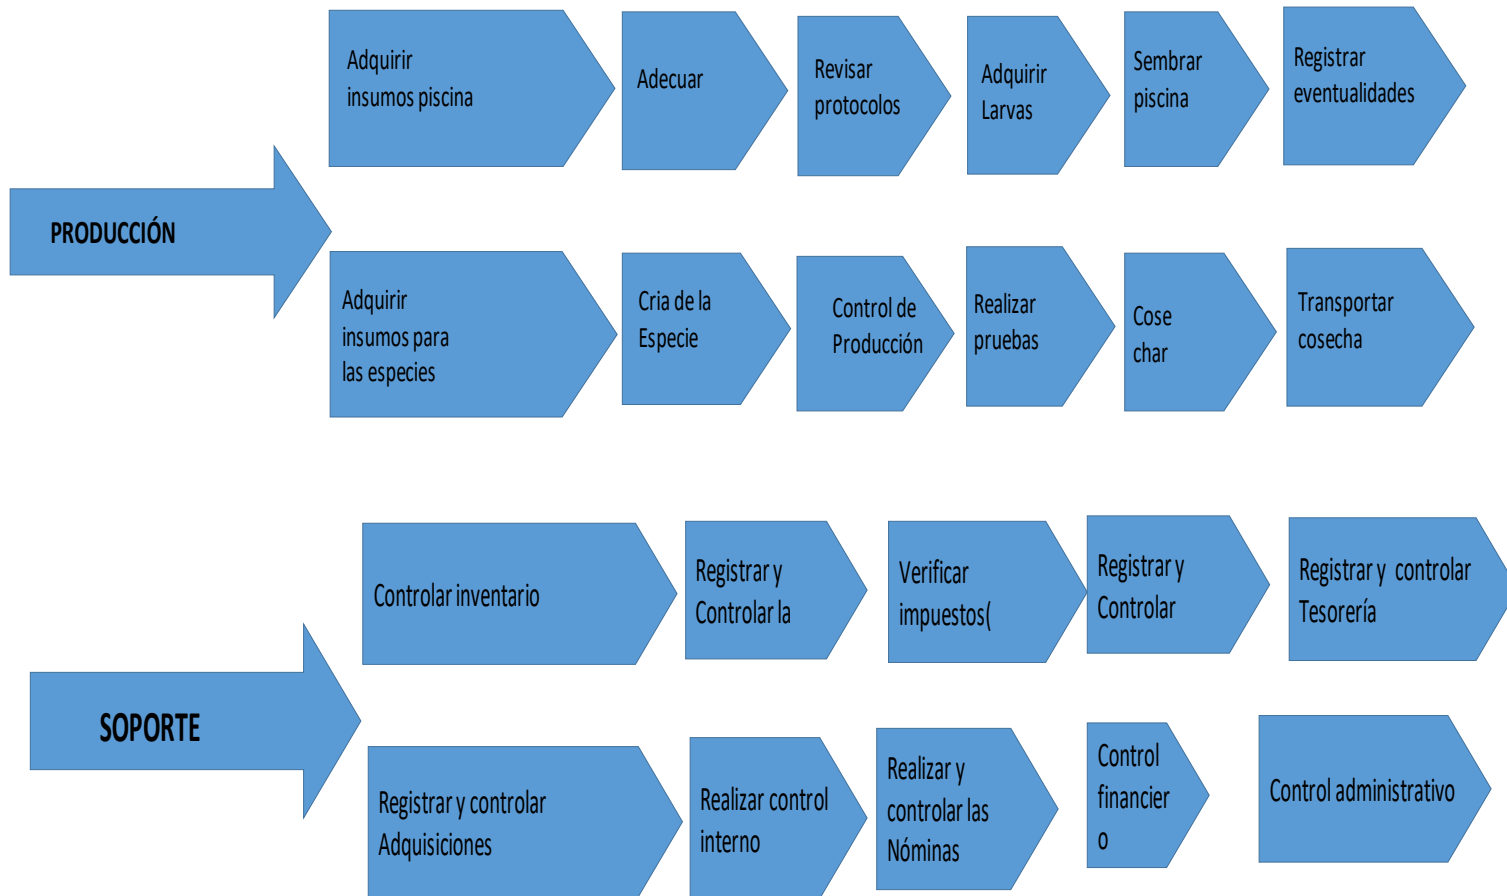 Adquirir
insumos piscina
Adecuar
Revisar
protocolos
Adquirir
Larvas
Sembrar
piscina
Registrar
eventualidades
PRODUCCIÓN
Adquirir
insumos para
las especies
Cria de la
Especie
Control de
Producción
Realizar
pruebas
Cose
char
Transportar
cosecha
Controlar inventario
Registrar y
Controlar la
Verificar
impuestos(
Registrar y
Controlar
Registrar y controlar
Tesorería
SOPORTE
Registrar y controlar
Adquisiciones
Realizar control
interno
Realizar y
controlar las
Nóminas
Control
financier
o
Control administrativo